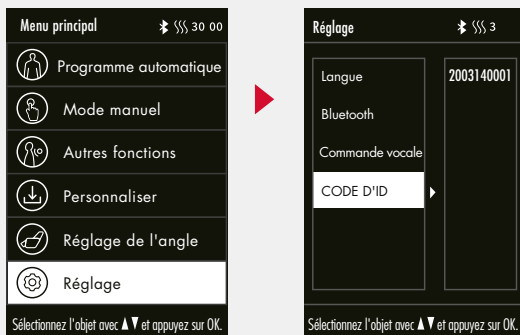 Menu principal 30 00
Programme automatique
Mode manuel
Autres fonctions
Personnaliser
Réglage de l'angle
Réglage
Sélectionnez l'objet avec ▲▼ et appuyez sur OK.
Réglage 3
Langue
Bluetooth
Commande vocale
CODE D'ID
2003140001
Sélectionnez l'objet avec ▲▼ et appuyez sur OK.